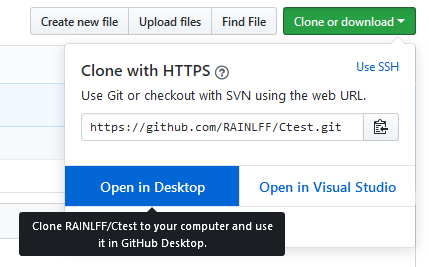 Create new file Upload files Find File Clone or download
Clone with HTTPS ?
Use SSH
Use Git or checkout with SVN using the web URL.
https://github.com/RAINLFF/Ctest.git
Open in Desktop Open in Visual Studio
Clone RAINLFF/Ctest to your computer and use
it in GitHub Desktop.